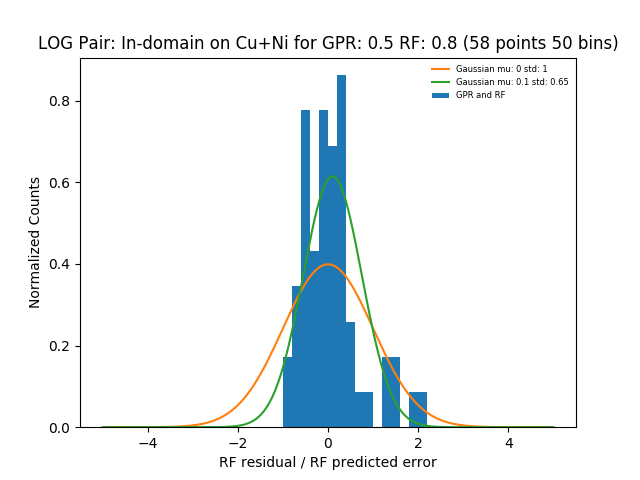 LOG Pair: In-domain on Cu+Ni for GPR: 0.5 RF: 0.8 (58 points 50 bins)
Gaussian mu: 0 std: 1
Gaussian mu: 0.1 std: 0.65
GPR and RF
Normalized Counts
0.8
0.6
0.4
0.2
0.0
−4
−2
0
2
4
RF residual / RF predicted error